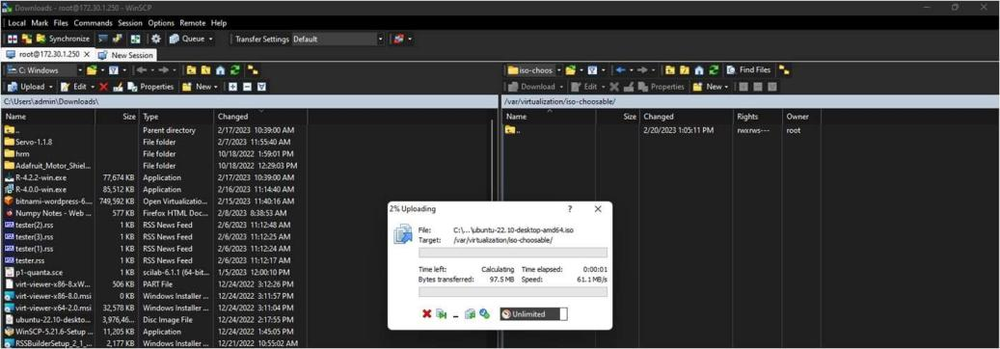 Downloads - root@172.30.1.250 - WinSCP
Local Mark Files Commands Session Options Remote Help
Synchronize Queue Transfer Settings Default
root@172.30.1.250 × New Session
C: Windows iso-choos Find Files
Upload Edit Properties New Download Edit Properties New
C:\Users\admin\Downloads\ /var/virtualization/iso-choosable/
Name Size Type Changed Name Size Changed Rights Owner
.. Parent directory 2/17/2023 10:39:00 AM .. 2/20/2023 1:05:11 PM rwxrws--- root
Servo-1.1.8 File folder 2/7/2023 11:55:40 AM
hrm File folder 10/18/2022 1:59:01 PM
Adafruit_Motor_Shiel... File folder 10/18/2022 12:29:03 PM
R-4.2.2-win.exe 77,674 KB Application 2/17/2023 10:39:00 AM
R-4.0.0-win.exe 85,512 KB Application 2/16/2023 11:14:40 AM
bitnami-wordpress-6.... 749,592 KB Open Virtualizatio... 2/15/2023 11:40:16 AM
Numpy Notes - Web ... 577 KB Firefox HTML Doc... 2/8/2023 8:38:53 AM
tester(2).rss 1 KB RSS News Feed 2/6/2023 11:12:48 AM
tester(3).rss 1 KB RSS News Feed 2/6/2023 11:12:25 AM
tester(1).rss 1 KB RSS News Feed 2/6/2023 11:12:24 AM
tester.rss 1 KB RSS News Feed 2/6/2023 11:12:17 AM
p1-quanta.sce 1 KB scilab-6.1.1 (64-bit... 1/5/2023 12:00:10 PM
virt-viewer-x86-8.xW... 506 KB PART File 12/24/2022 3:12:26 PM
virt-viewer-x86-8.0.msi 0 KB Windows Installer ... 12/24/2022 3:11:57 PM
virt-viewer-x64-2.0.msi 32,578 KB Windows Installer ... 12/24/2022 3:11:04 PM
ubuntu-22.10-deskto... 3,976,46... Disc Image File 12/24/2022 2:17:55 PM
WinSCP-5.21.6-Setup... 11,205 KB Application 12/24/2022 1:45:05 PM
RSSBuilderSetup_2_1_... 2,177 KB Windows Installer ... 12/21/2022 10:55:02 AM
2% Uploading ? ×
File: C:\...\ubuntu-22.10-desktop-amd64.iso
Target: /var/virtualization/iso-choosable/
Time left: Calculating Time elapsed: 0:00:01
Bytes transferred: 97.5 MB Speed: 61.1 MB/s
Unlimited